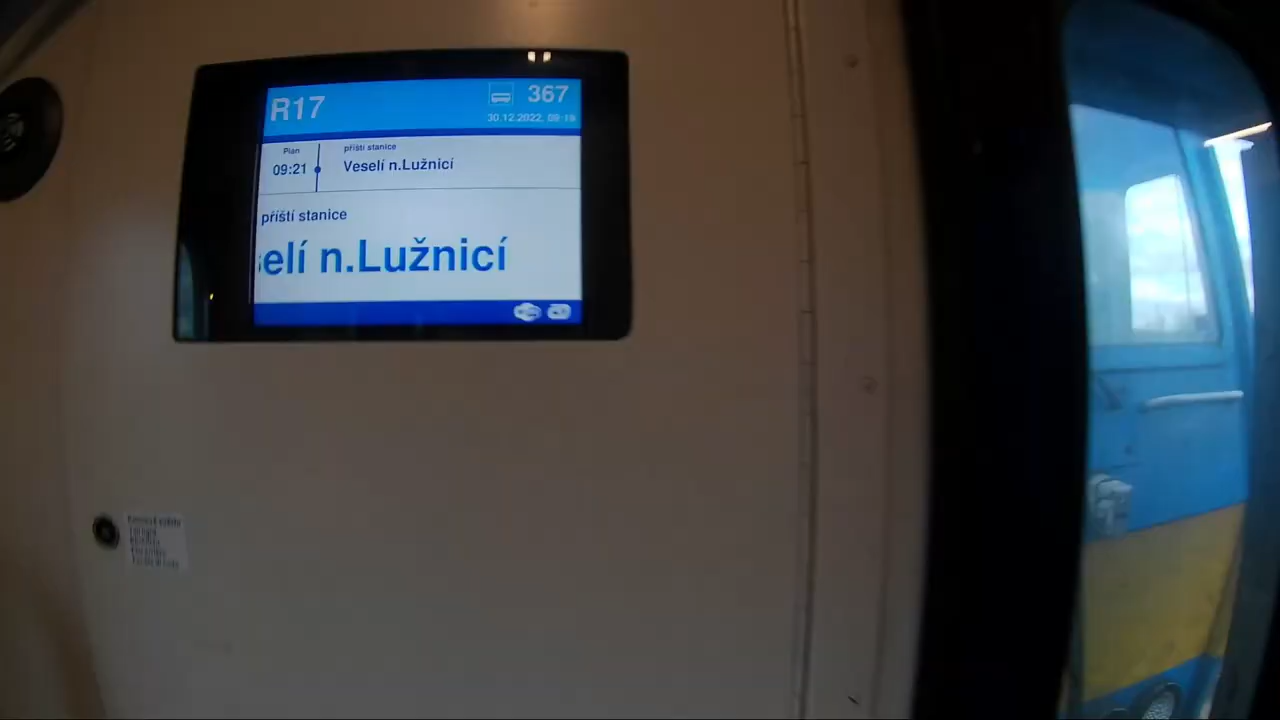 R17
367
30.12.2022, 09:19
Plan
příští stanice
09:21
Veselí n.Lužnicí
příští stanice
elí n.Lužnicí